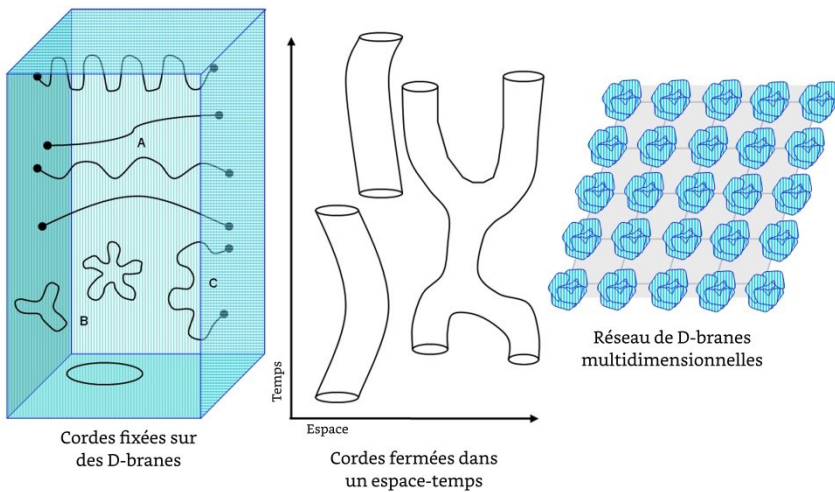 A
B
C
Cordes fixées sur
des D-branes
Temps
Espace
Cordes fermées dans
un espace-temps
Réseau de D-branes
multidimensionnelles